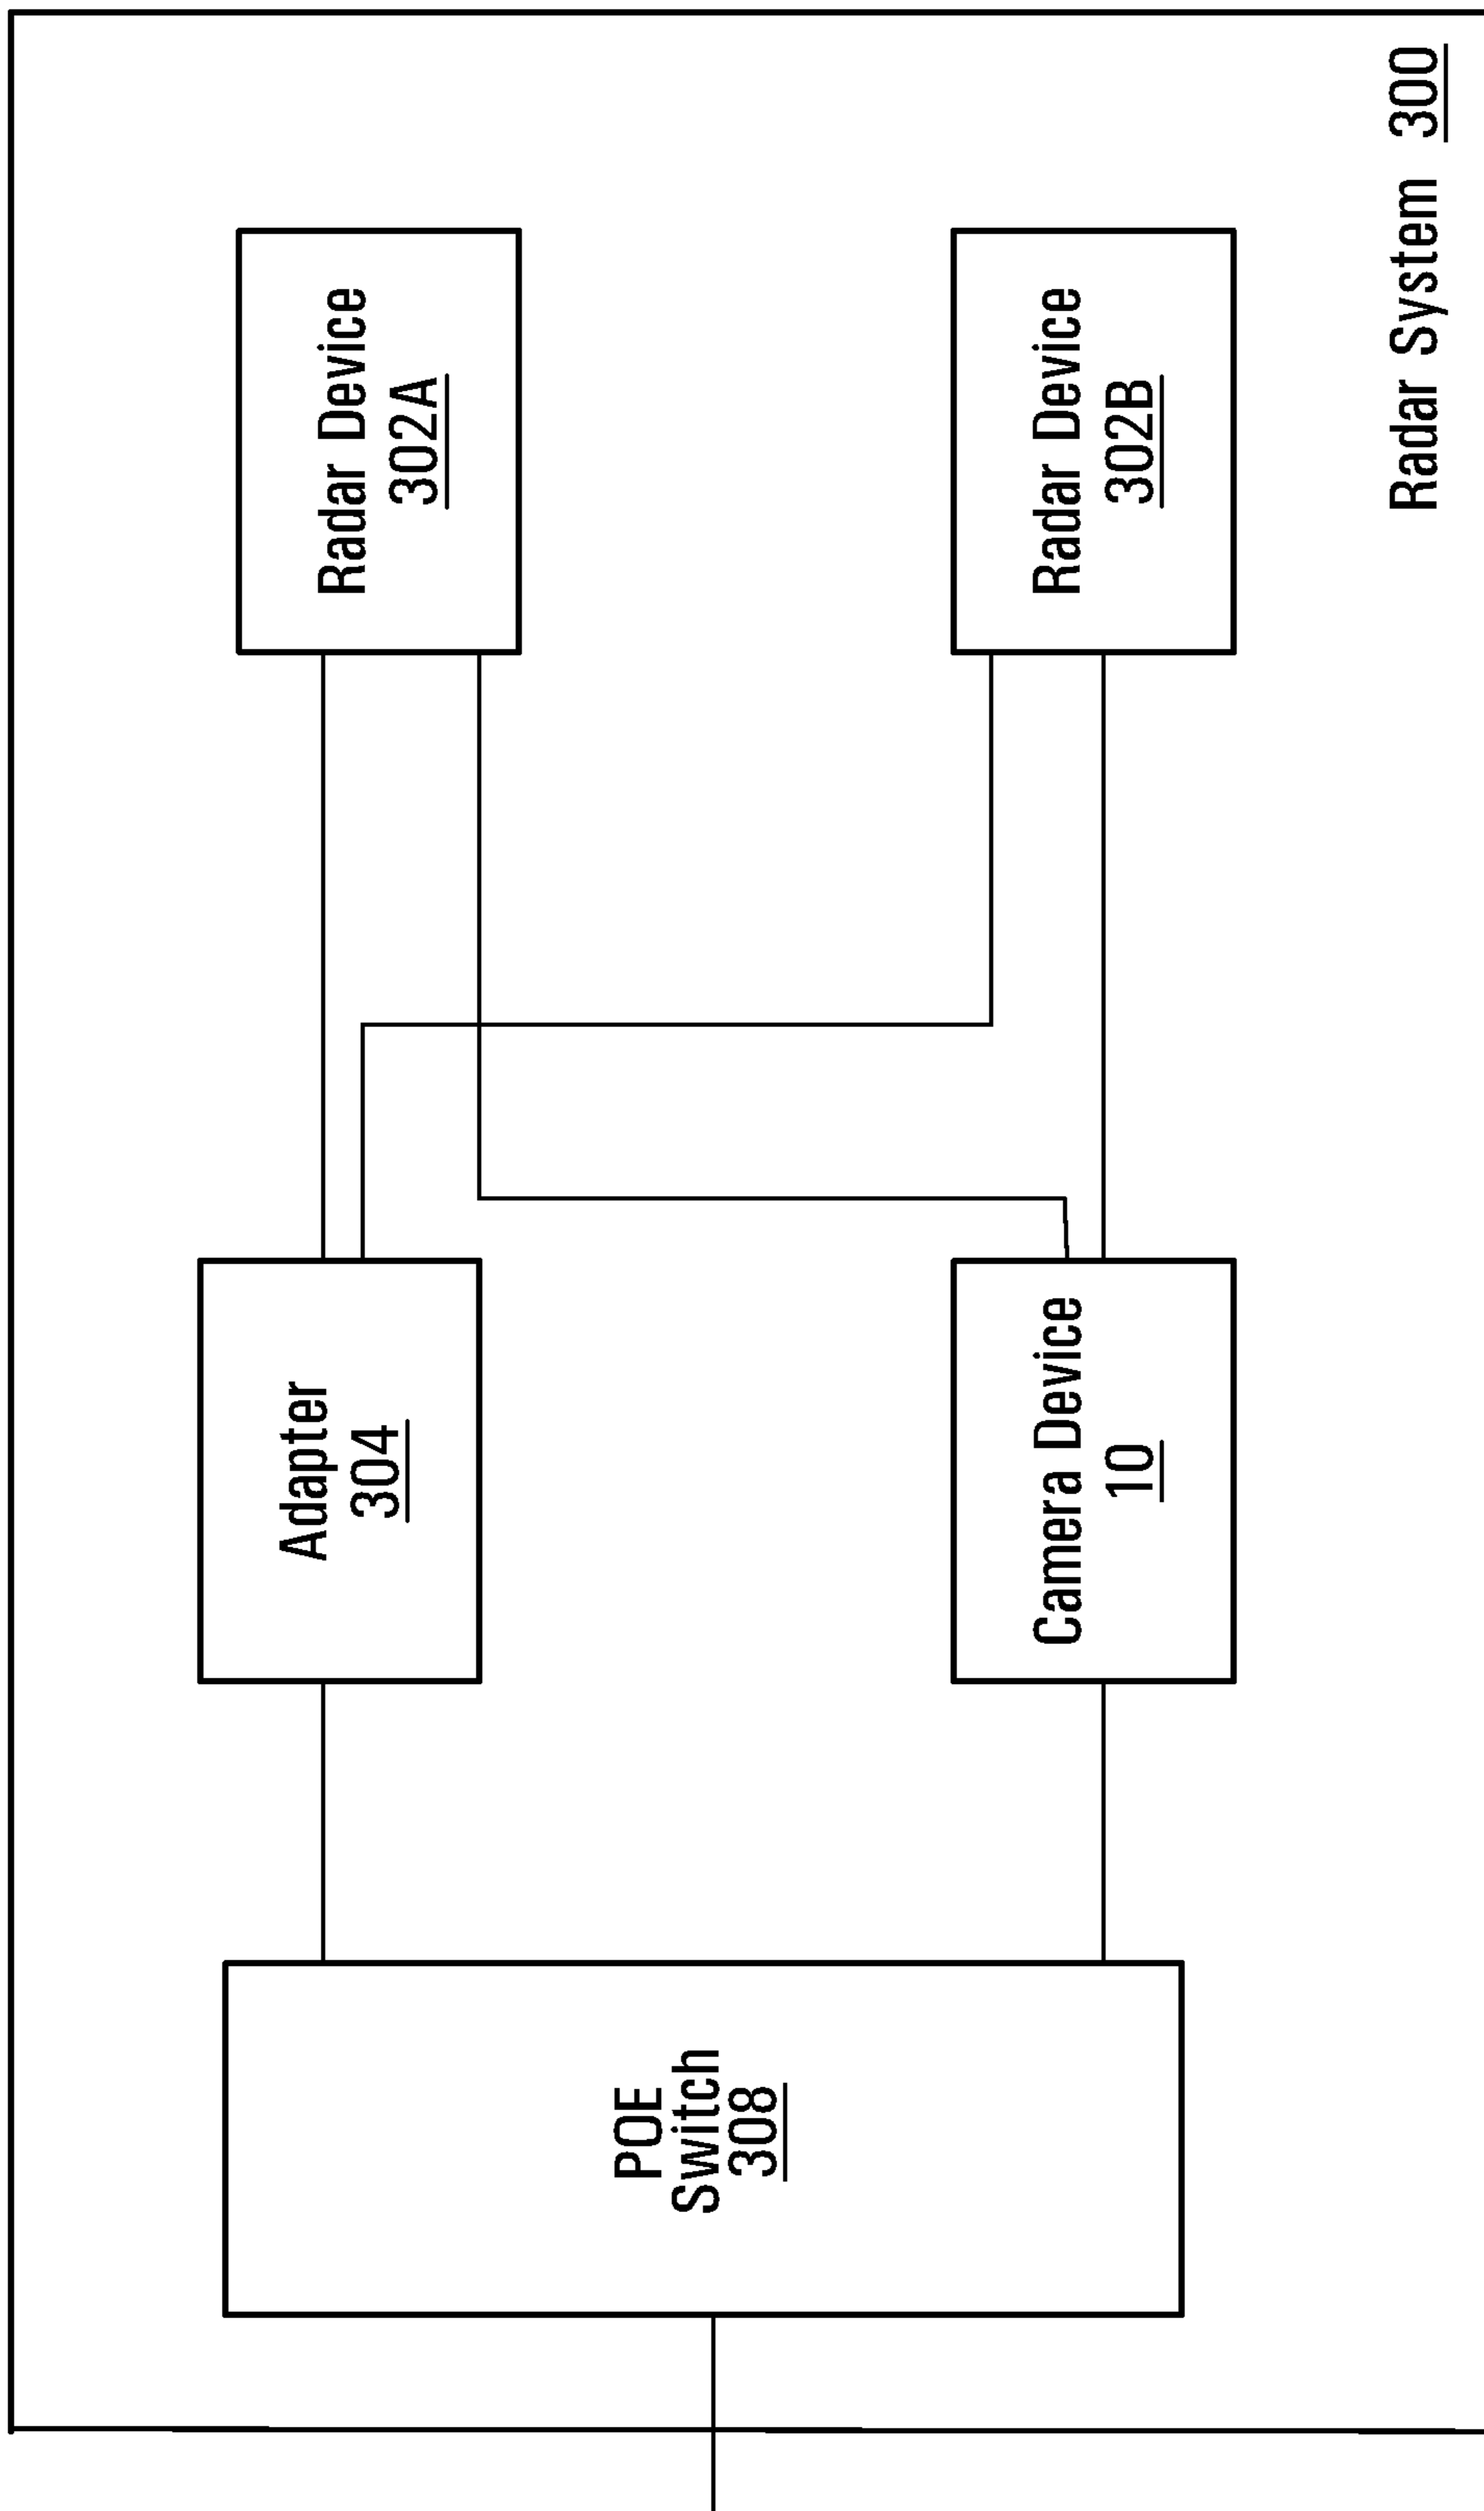 POE
Switch
308
Adapter
304
Radar Device
302A
Camera Device
10
Radar Device
302B
Radar System 300